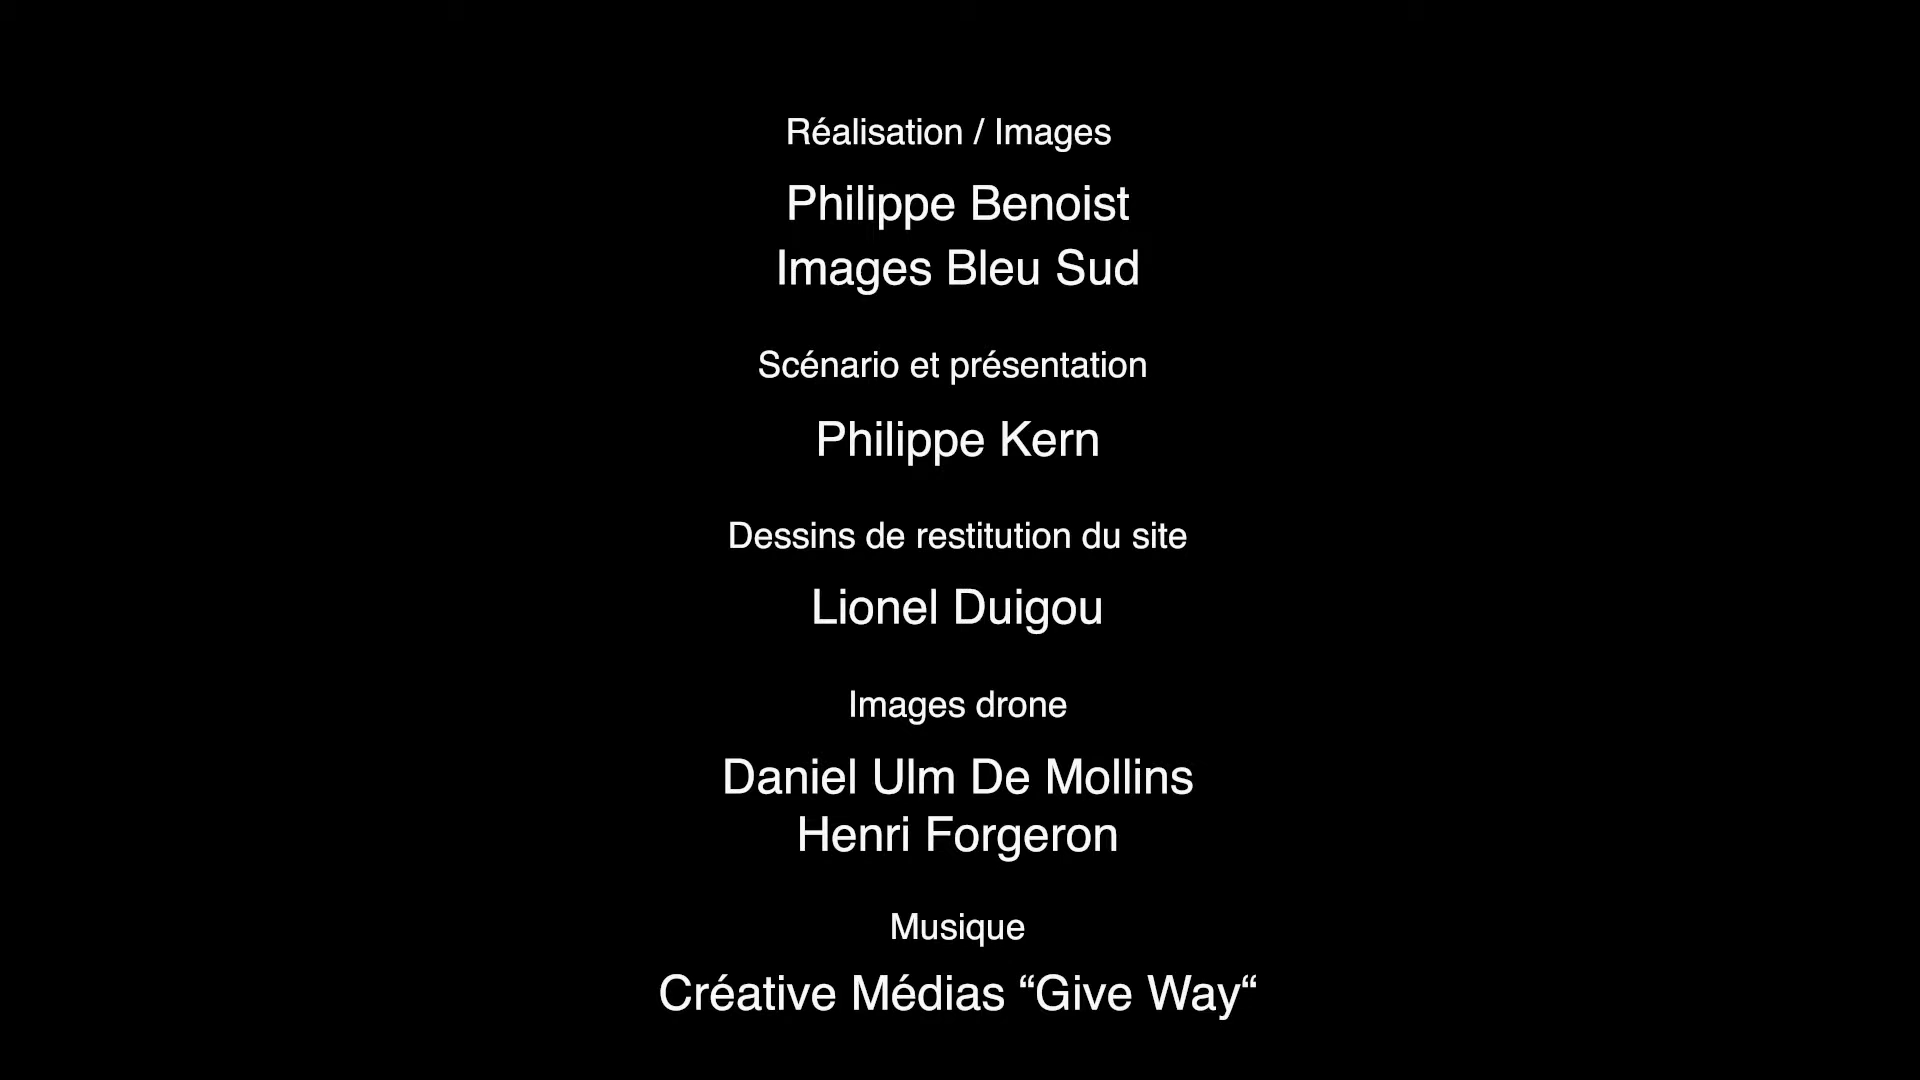 Réalisation / Images
Philippe Benoist
Images Bleu Sud
Scénario et présentation
Philippe Kern
Dessins de restitution du site
Lionel Duigou
Images drone
Daniel Ulm De Mollins
Henri Forgeron
Musique
Créative Médias “Give Way“